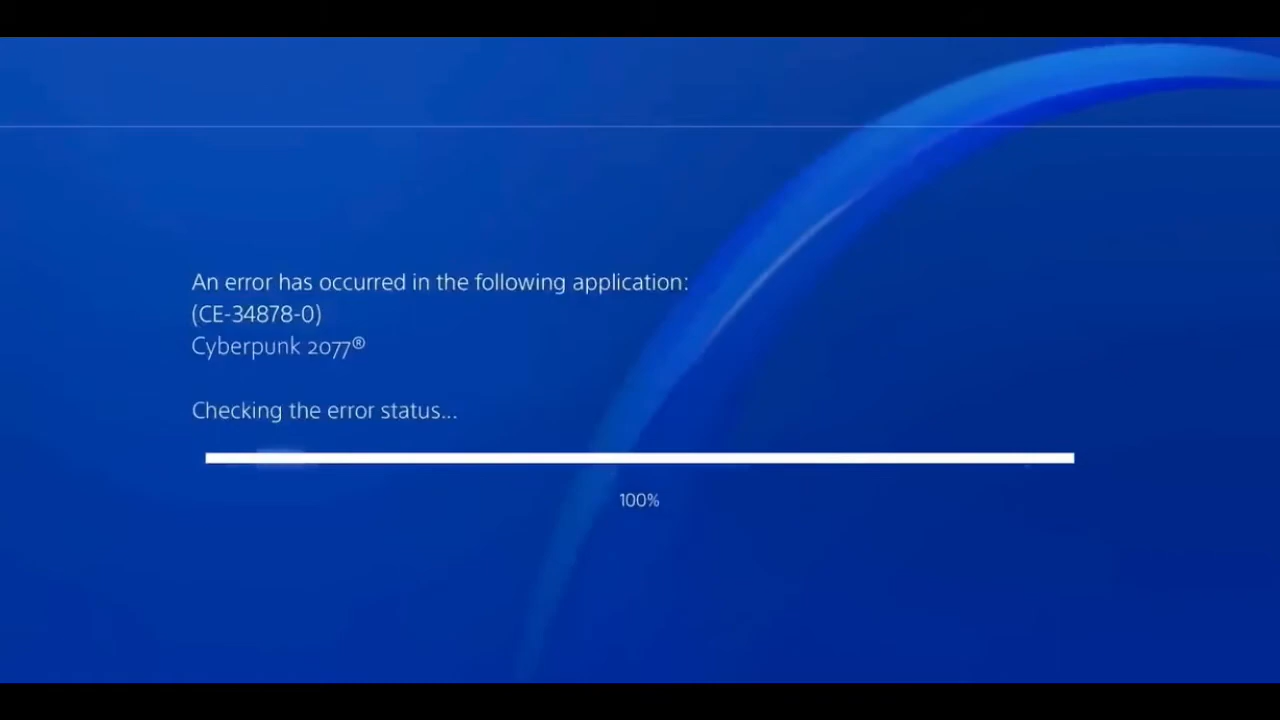 An error has occurred in the following application:
(CE-34878-0)
Cyberpunk 2077®
Checking the error status...
100%